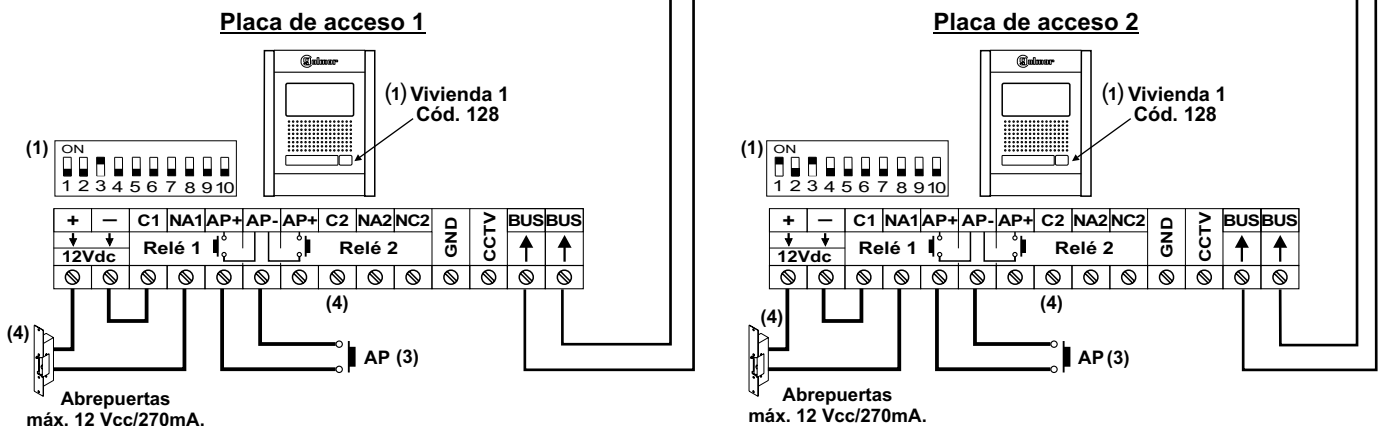 Placa de acceso 1
Golmar
(1) Vivienda 1
Cód. 128
(1)
ON
1 2 3 4 5 6 7 8 9 10
+ — C1 NA1 AP+ AP- AP+ C2 NA2 NC2 GND CCTV BUS BUS
12Vdc Relé 1 Relé 2
(4)
(4)
AP (3)
Abrepuertas
máx. 12 Vcc/270mA.
Placa de acceso 2
Golmar
(1) Vivienda 1
Cód. 128
(1)
ON
1 2 3 4 5 6 7 8 9 10
+ — C1 NA1 AP+ AP- AP+ C2 NA2 NC2 GND CCTV BUS BUS
12Vdc Relé 1 Relé 2
(4)
(4)
AP (3)
Abrepuertas
máx. 12 Vcc/270mA.